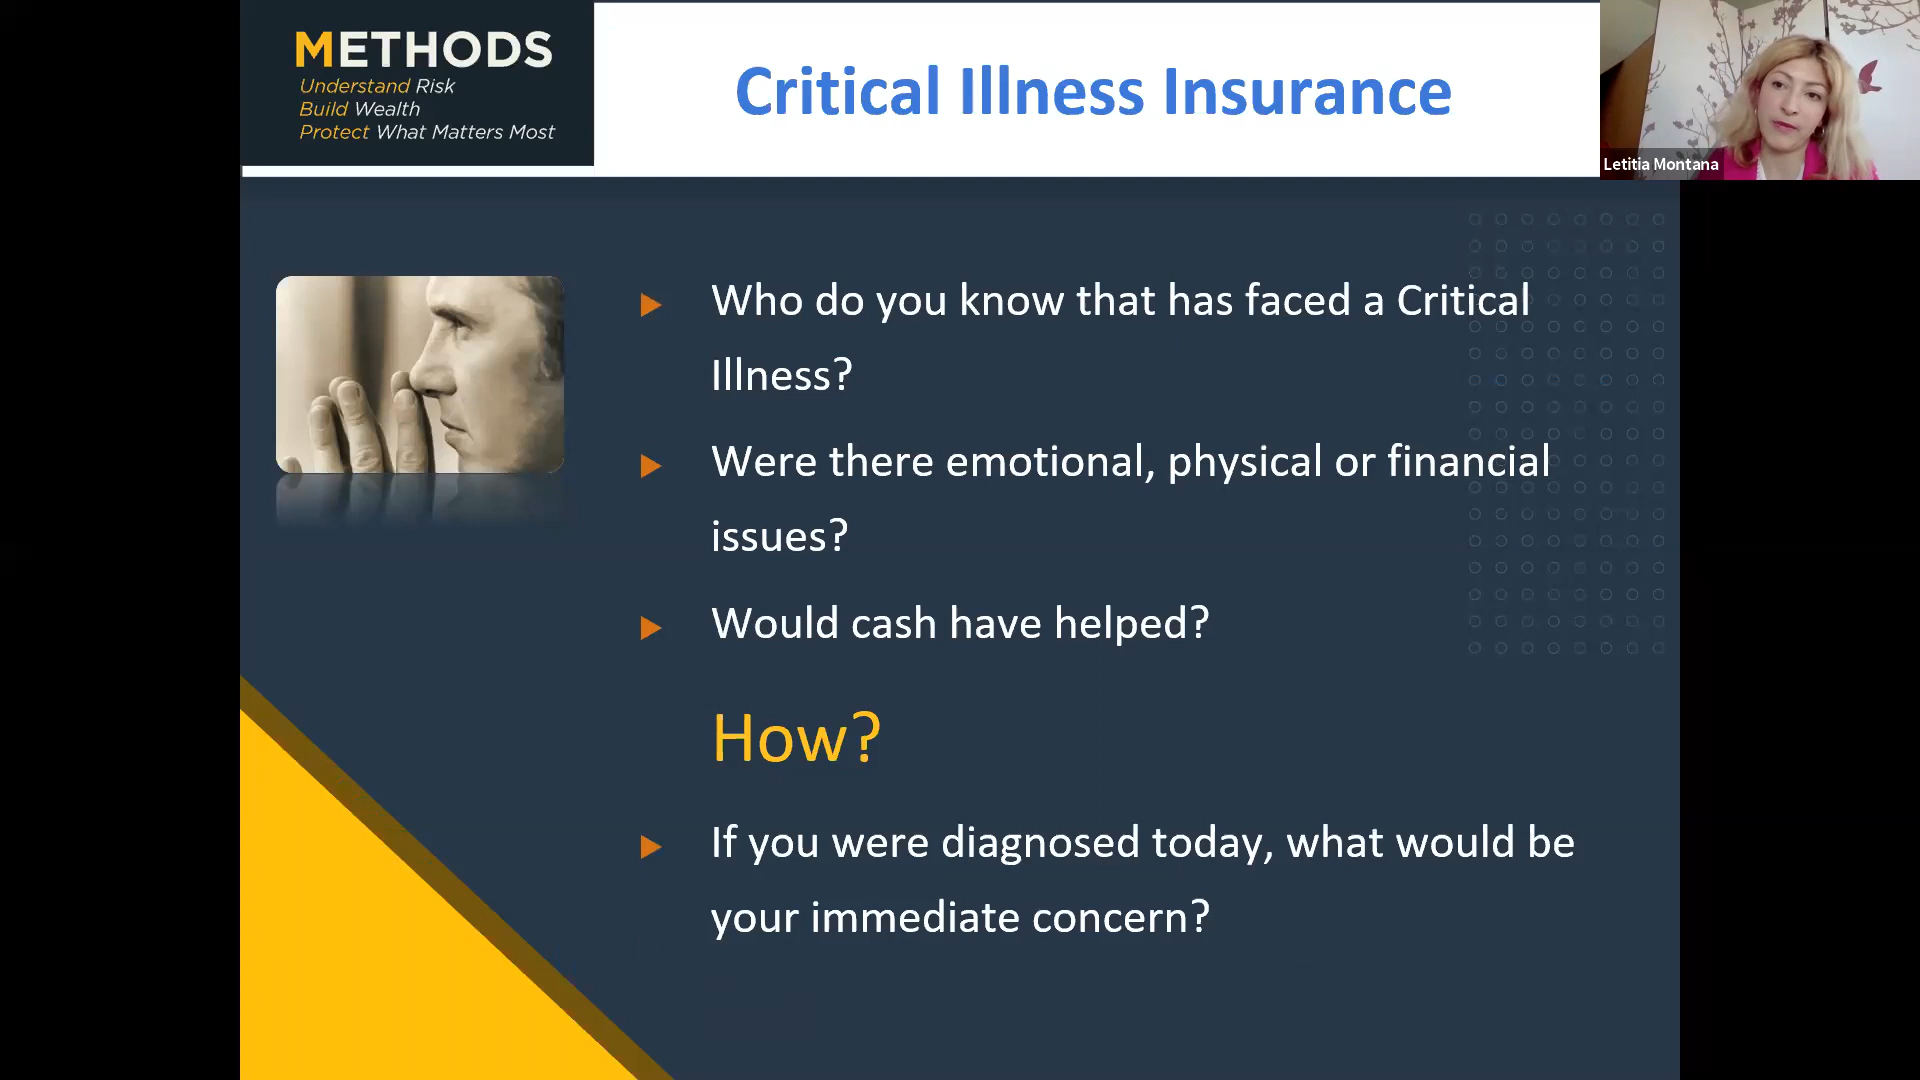 METHODS
Understand Risk
Build Wealth
Protect What Matters Most
Critical Illness Insurance
Letitia Montana
Who do you know that has faced a Critical
Illness?
Were there emotional, physical or financial
issues?
Would cash have helped?
How?
If you were diagnosed today, what would be
your immediate concern?